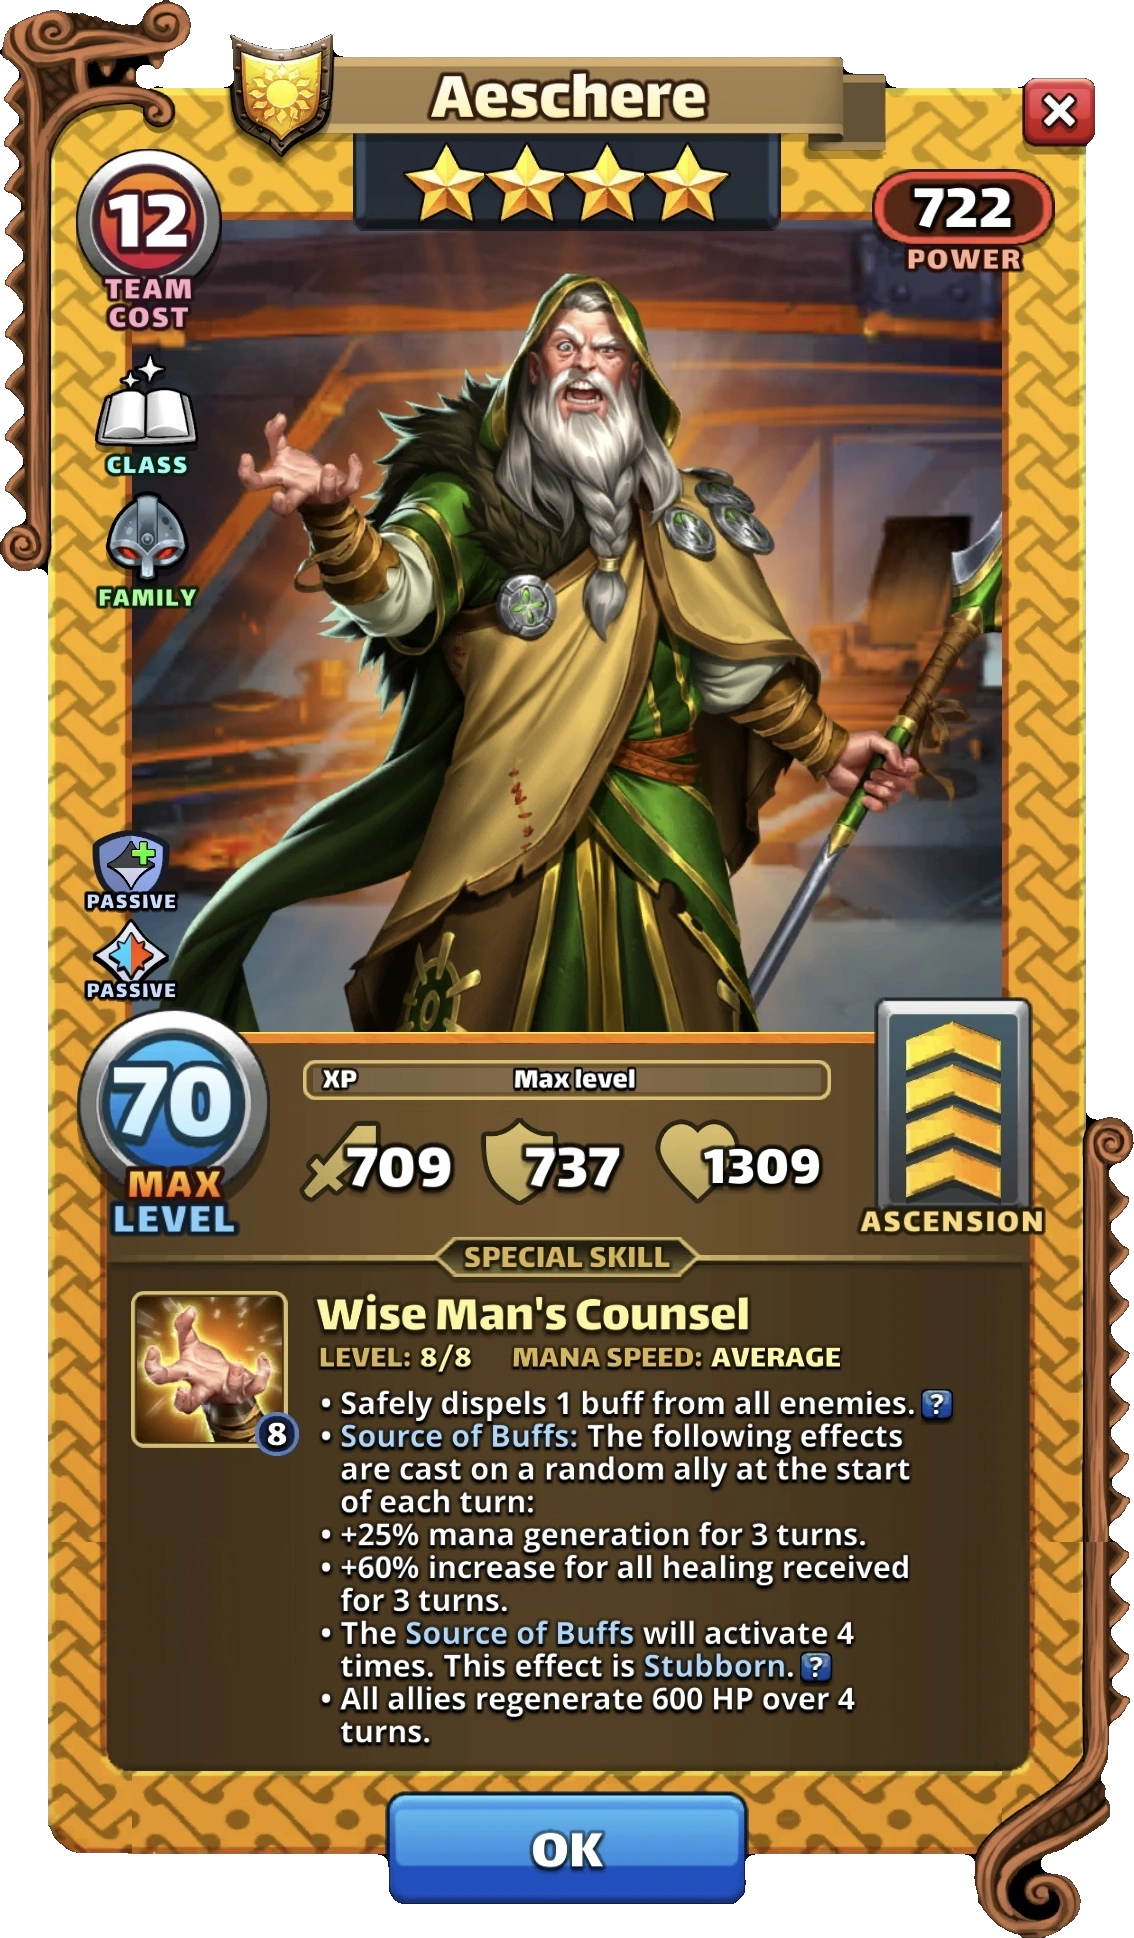 Aeschere
12
TEAM
COST
722
POWER
CLASS
FAMILY
PASSIVE
PASSIVE
70
MAX
LEVEL
XP
Max level
709
737
1309
ASCENSION
SPECIAL SKILL
8
Wise Man's Counsel
LEVEL: 8/8 MANA SPEED: AVERAGE
• Safely dispels 1 buff from all enemies. ?
• Source of Buffs: The following effects
are cast on a random ally at the start
of each turn:
• +25% mana generation for 3 turns.
• +60% increase for all healing received
for 3 turns.
• The Source of Buffs will activate 4
times. This effect is Stubborn. ?
• All allies regenerate 600 HP over 4
turns.
OK